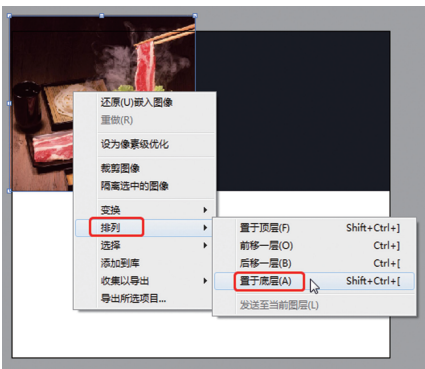 还原(U)嵌入图像
重做(R)
设为像素级优化
裁剪图像
隔离选中的图像
变换
排列
选择
添加到库
收集以导出
导出所选项目...
置于顶层(F) Shift+Ctrl+]
前移一层(O) Ctrl+]
后移一层(B) Ctrl+[
置于底层(A) Shift+Ctrl+[
发送至当前图层(L)